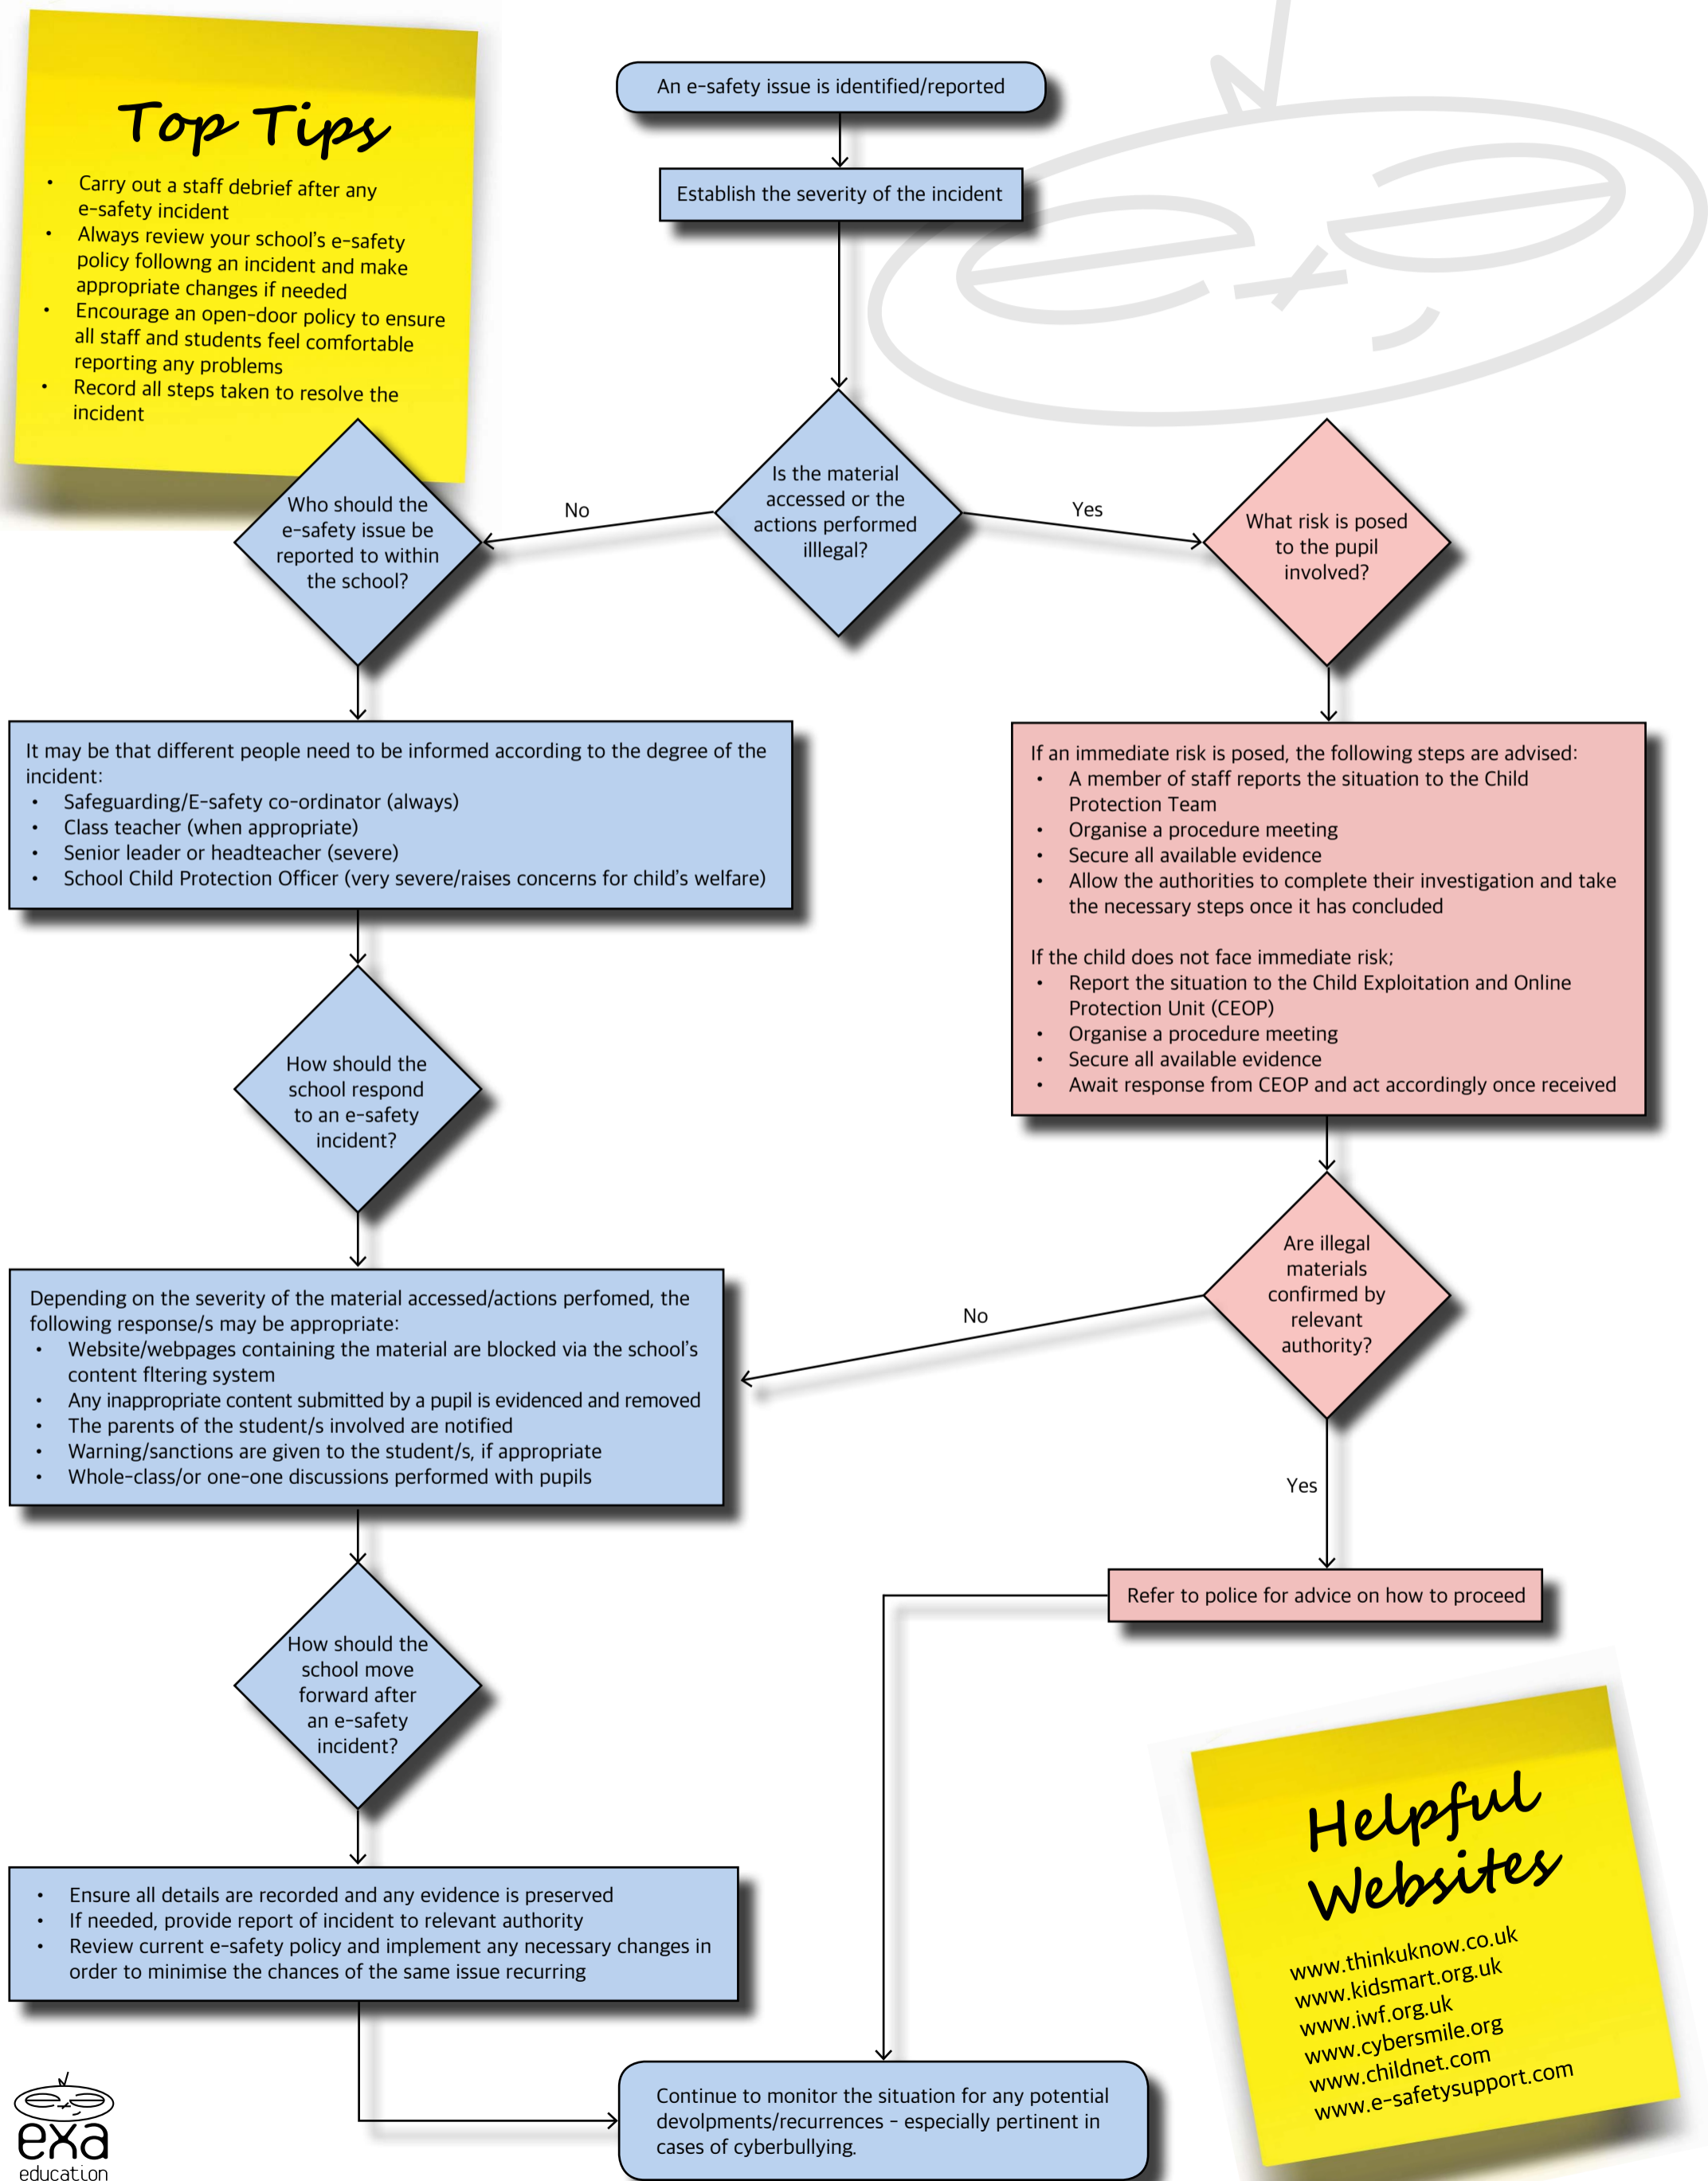 Top Tips
• Carry out a staff debrief after any
e-safety incident
• Always review your school's e-safety
policy followng an incident and make
appropriate changes if needed
• Encourage an open-door policy to ensure
all staff and students feel comfortable
reporting any problems
• Record all steps taken to resolve the
incident
An e-safety issue is identified/reported
Establish the severity of the incident
Is the material
accessed or the
actions performed
illlegal?
No
Yes
Who should the
e-safety issue be
reported to within
the school?
What risk is posed
to the pupil
involved?
It may be that different people need to be informed according to the degree of the
incident:
• Safeguarding/E-safety co-ordinator (always)
• Class teacher (when appropriate)
• Senior leader or headteacher (severe)
• School Child Protection Officer (very severe/raises concerns for child's welfare)
If an immediate risk is posed, the following steps are advised:
• A member of staff reports the situation to the Child
Protection Team
• Organise a procedure meeting
• Secure all available evidence
• Allow the authorities to complete their investigation and take
the necessary steps once it has concluded
If the child does not face immediate risk;
• Report the situation to the Child Exploitation and Online
Protection Unit (CEOP)
• Organise a procedure meeting
• Secure all available evidence
• Await response from CEOP and act accordingly once received
How should the
school respond
to an e-safety
incident?
Are illegal
materials
confirmed by
relevant
authority?
No
Yes
Depending on the severity of the material accessed/actions perfomed, the
following response/s may be appropriate:
• Website/webpages containing the material are blocked via the school's
content fltering system
• Any inappropriate content submitted by a pupil is evidenced and removed
• The parents of the student/s involved are notified
• Warning/sanctions are given to the student/s, if appropriate
• Whole-class/or one-one discussions performed with pupils
Refer to police for advice on how to proceed
How should the
school move
forward after
an e-safety
incident?
• Ensure all details are recorded and any evidence is preserved
• If needed, provide report of incident to relevant authority
• Review current e-safety policy and implement any necessary changes in
order to minimise the chances of the same issue recurring
Helpful
Websites
www.thinkuknow.co.uk
www.kidsmart.org.uk
www.iwf.org.uk
www.cybersmile.org
www.childnet.com
www.e-safetysupport.com
Continue to monitor the situation for any potential
devolpments/recurrences - especially pertinent in
cases of cyberbullying.
exa
education